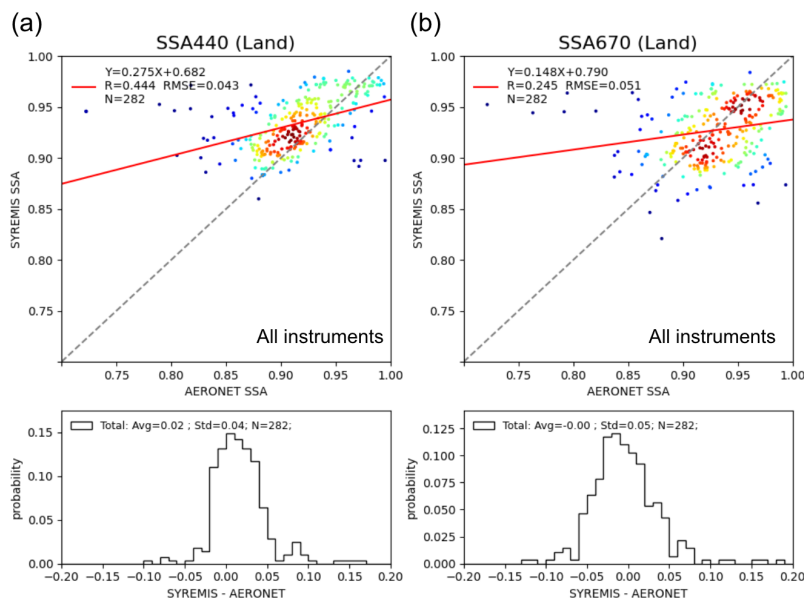 (a)
SSA440 (Land)
Y=0.275X+0.682
R=0.444 RMSE=0.043
N=282
1.00
0.95
0.90
0.85
0.80
0.75
SYREMIS SSA
All instruments
0.75 0.80 0.85 0.90 0.95 1.00
AERONET SSA
(b)
SSA670 (Land)
Y=0.148X+0.790
R=0.245 RMSE=0.051
N=282
1.00
0.95
0.90
0.85
0.80
0.75
SYREMIS SSA
All instruments
0.75 0.80 0.85 0.90 0.95 1.00
AERONET SSA
Total: Avg=0.02 ; Std=0.04; N=282;
0.15
0.10
0.05
0.00
probability
−0.20 −0.15 −0.10 −0.05 0.00 0.05 0.10 0.15 0.20
SYREMIS - AERONET
Total: Avg=-0.00 ; Std=0.05; N=282;
0.125
0.100
0.075
0.050
0.025
0.000
probability
−0.20 −0.15 −0.10 −0.05 0.00 0.05 0.10 0.15 0.20
SYREMIS - AERONET